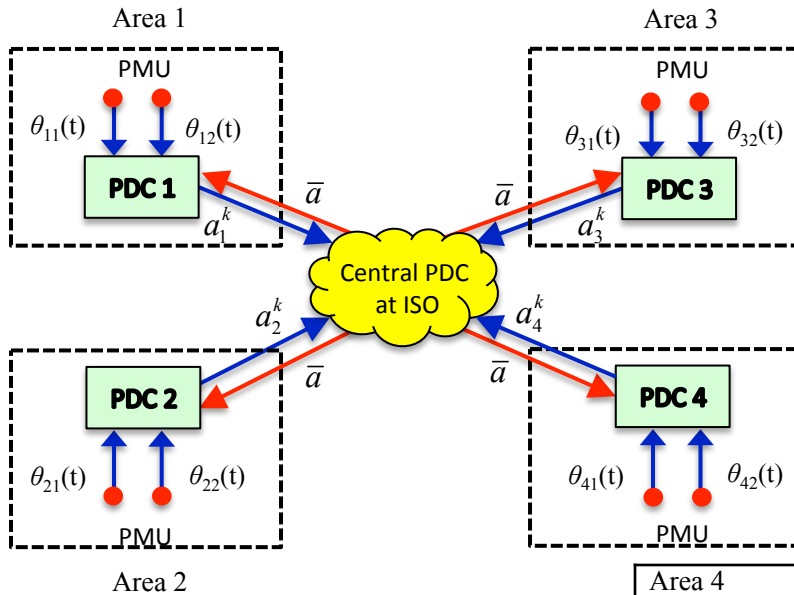 Area 1
Area 3
PMU
PMU
θ11(t)
θ12(t)
θ31(t)
θ32(t)
PDC 1
PDC 3
a̅
a̅
a₁ᵏ
a₃ᵏ
Central PDC
at ISO
a₂ᵏ
a₄ᵏ
a̅
a̅
PDC 2
PDC 4
θ21(t)
θ22(t)
θ41(t)
θ42(t)
PMU
PMU
Area 2
Area 4